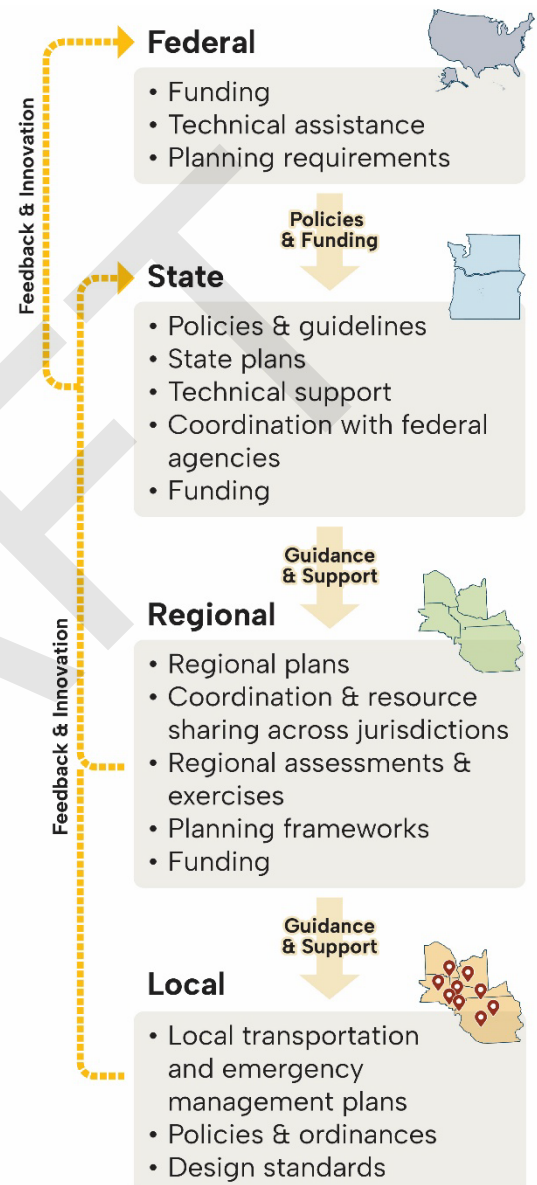 Federal
• Funding
• Technical assistance
• Planning requirements
Feedback & Innovation
Policies
& Funding
State
• Policies & guidelines
• State plans
• Technical support
• Coordination with federal
agencies
• Funding
Guidance
& Support
Regional
• Regional plans
• Coordination & resource
sharing across jurisdictions
• Regional assessments &
exercises
• Planning frameworks
• Funding
Feedback & Innovation
Guidance
& Support
Local
• Local transportation
and emergency
management plans
• Policies & ordinances
• Design standards